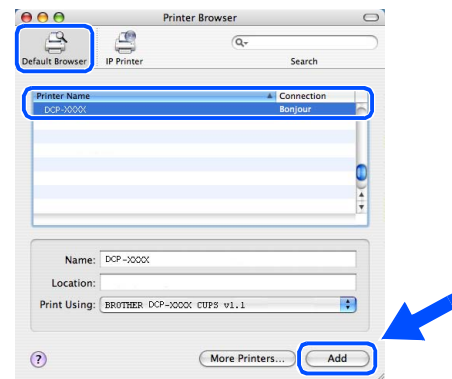 Printer Browser
Default Browser IP Printer Search
Printer Name Connection
DCP-XXXX Bonjour
Name: DCP-XXXX
Location:
Print Using: BROTHER DCP-XXXX CUPS v1.1
? More Printers... Add